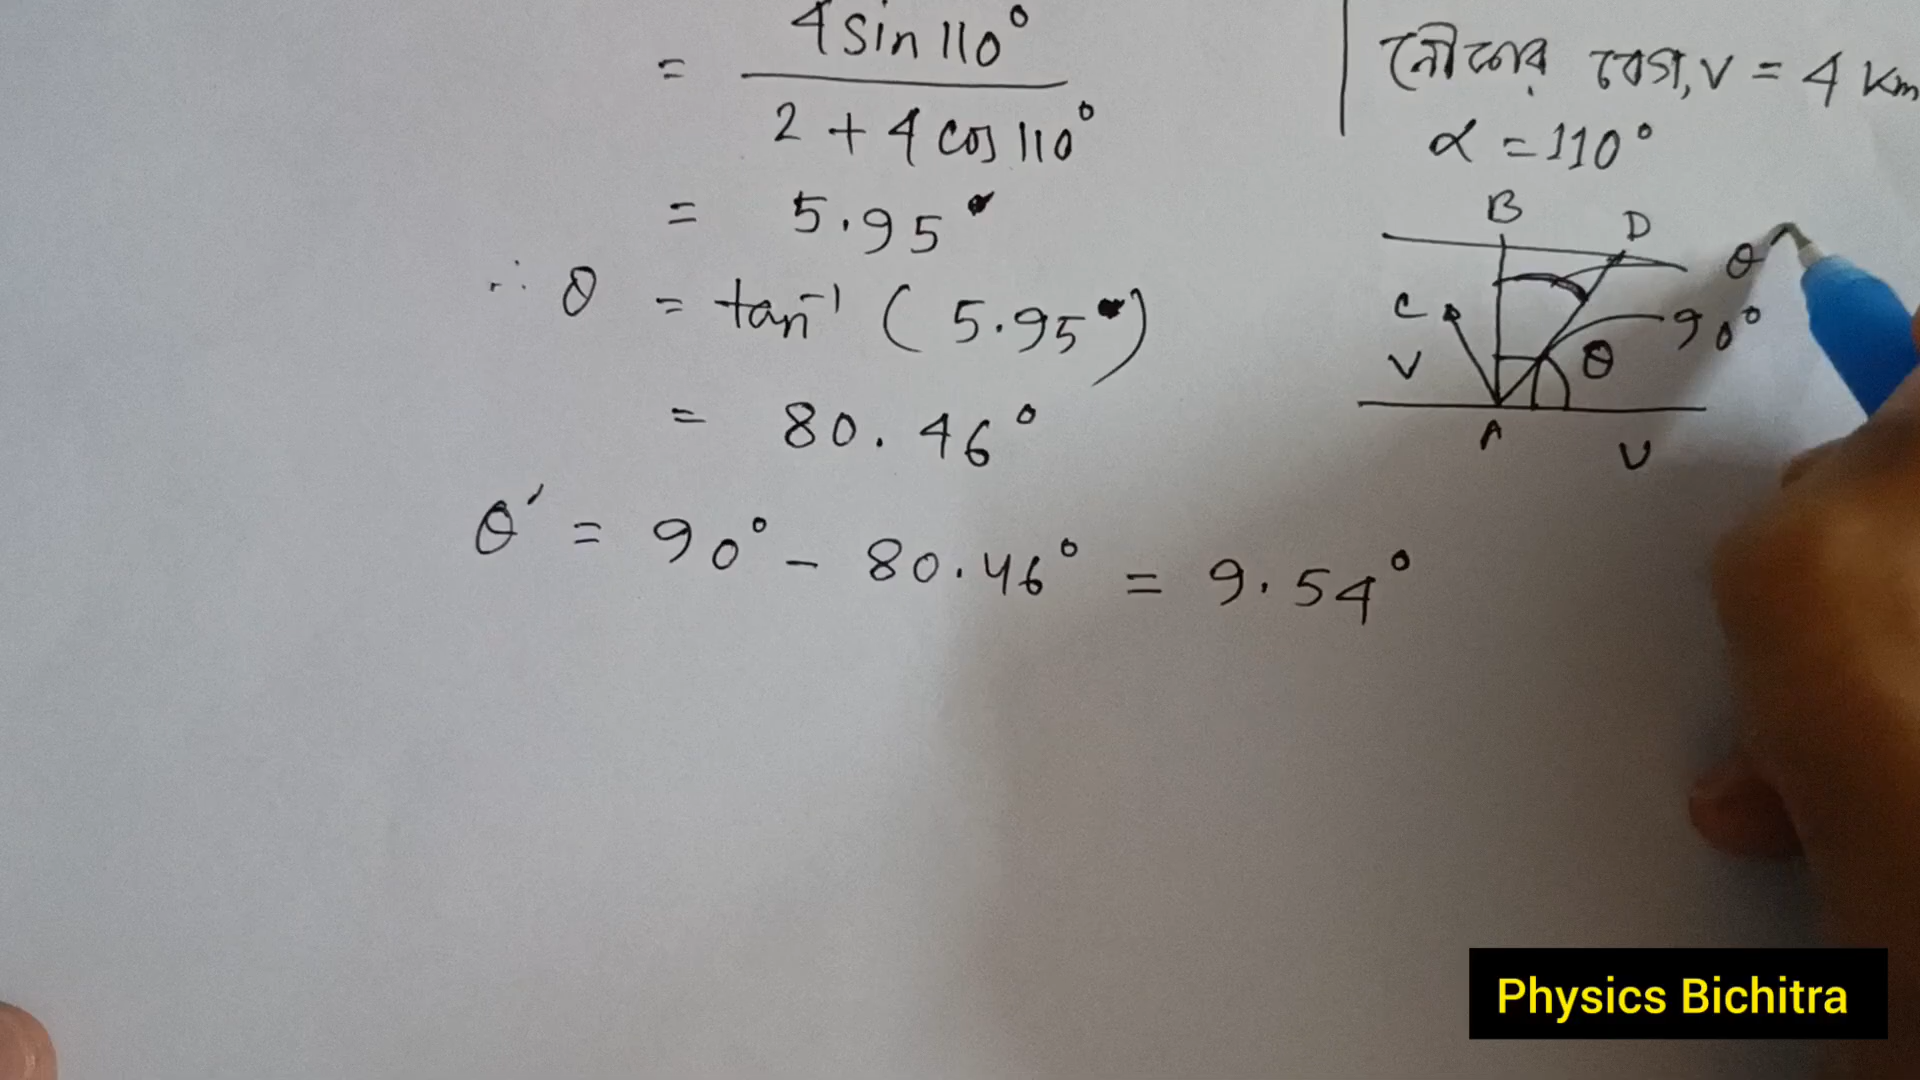 = 4 sin 110° / 2 + 4 cos 110°
= 5.95
∴ θ = tan⁻¹ (5.95)
= 80.46°
θ′ = 90° - 80.46° = 9.54°
নৌকার বেগ, v = 4 Km
α = 110°
B D θ
C 90°
V θ
A U
Physics Bichitra